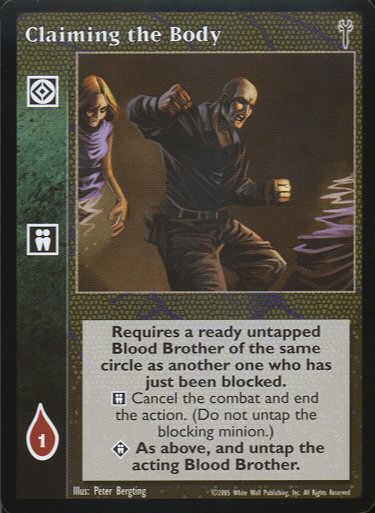 Claiming the Body
Requires a ready untapped
Blood Brother of the same
circle as another one who has
just been blocked.
Cancel the combat and end
the action. (Do not untap the
blocking minion.)
As above, and untap the
acting Blood Brother.
1
Illus: Peter Bergting
©2005 White Wolf Publishing, Inc. All Rights Reserved